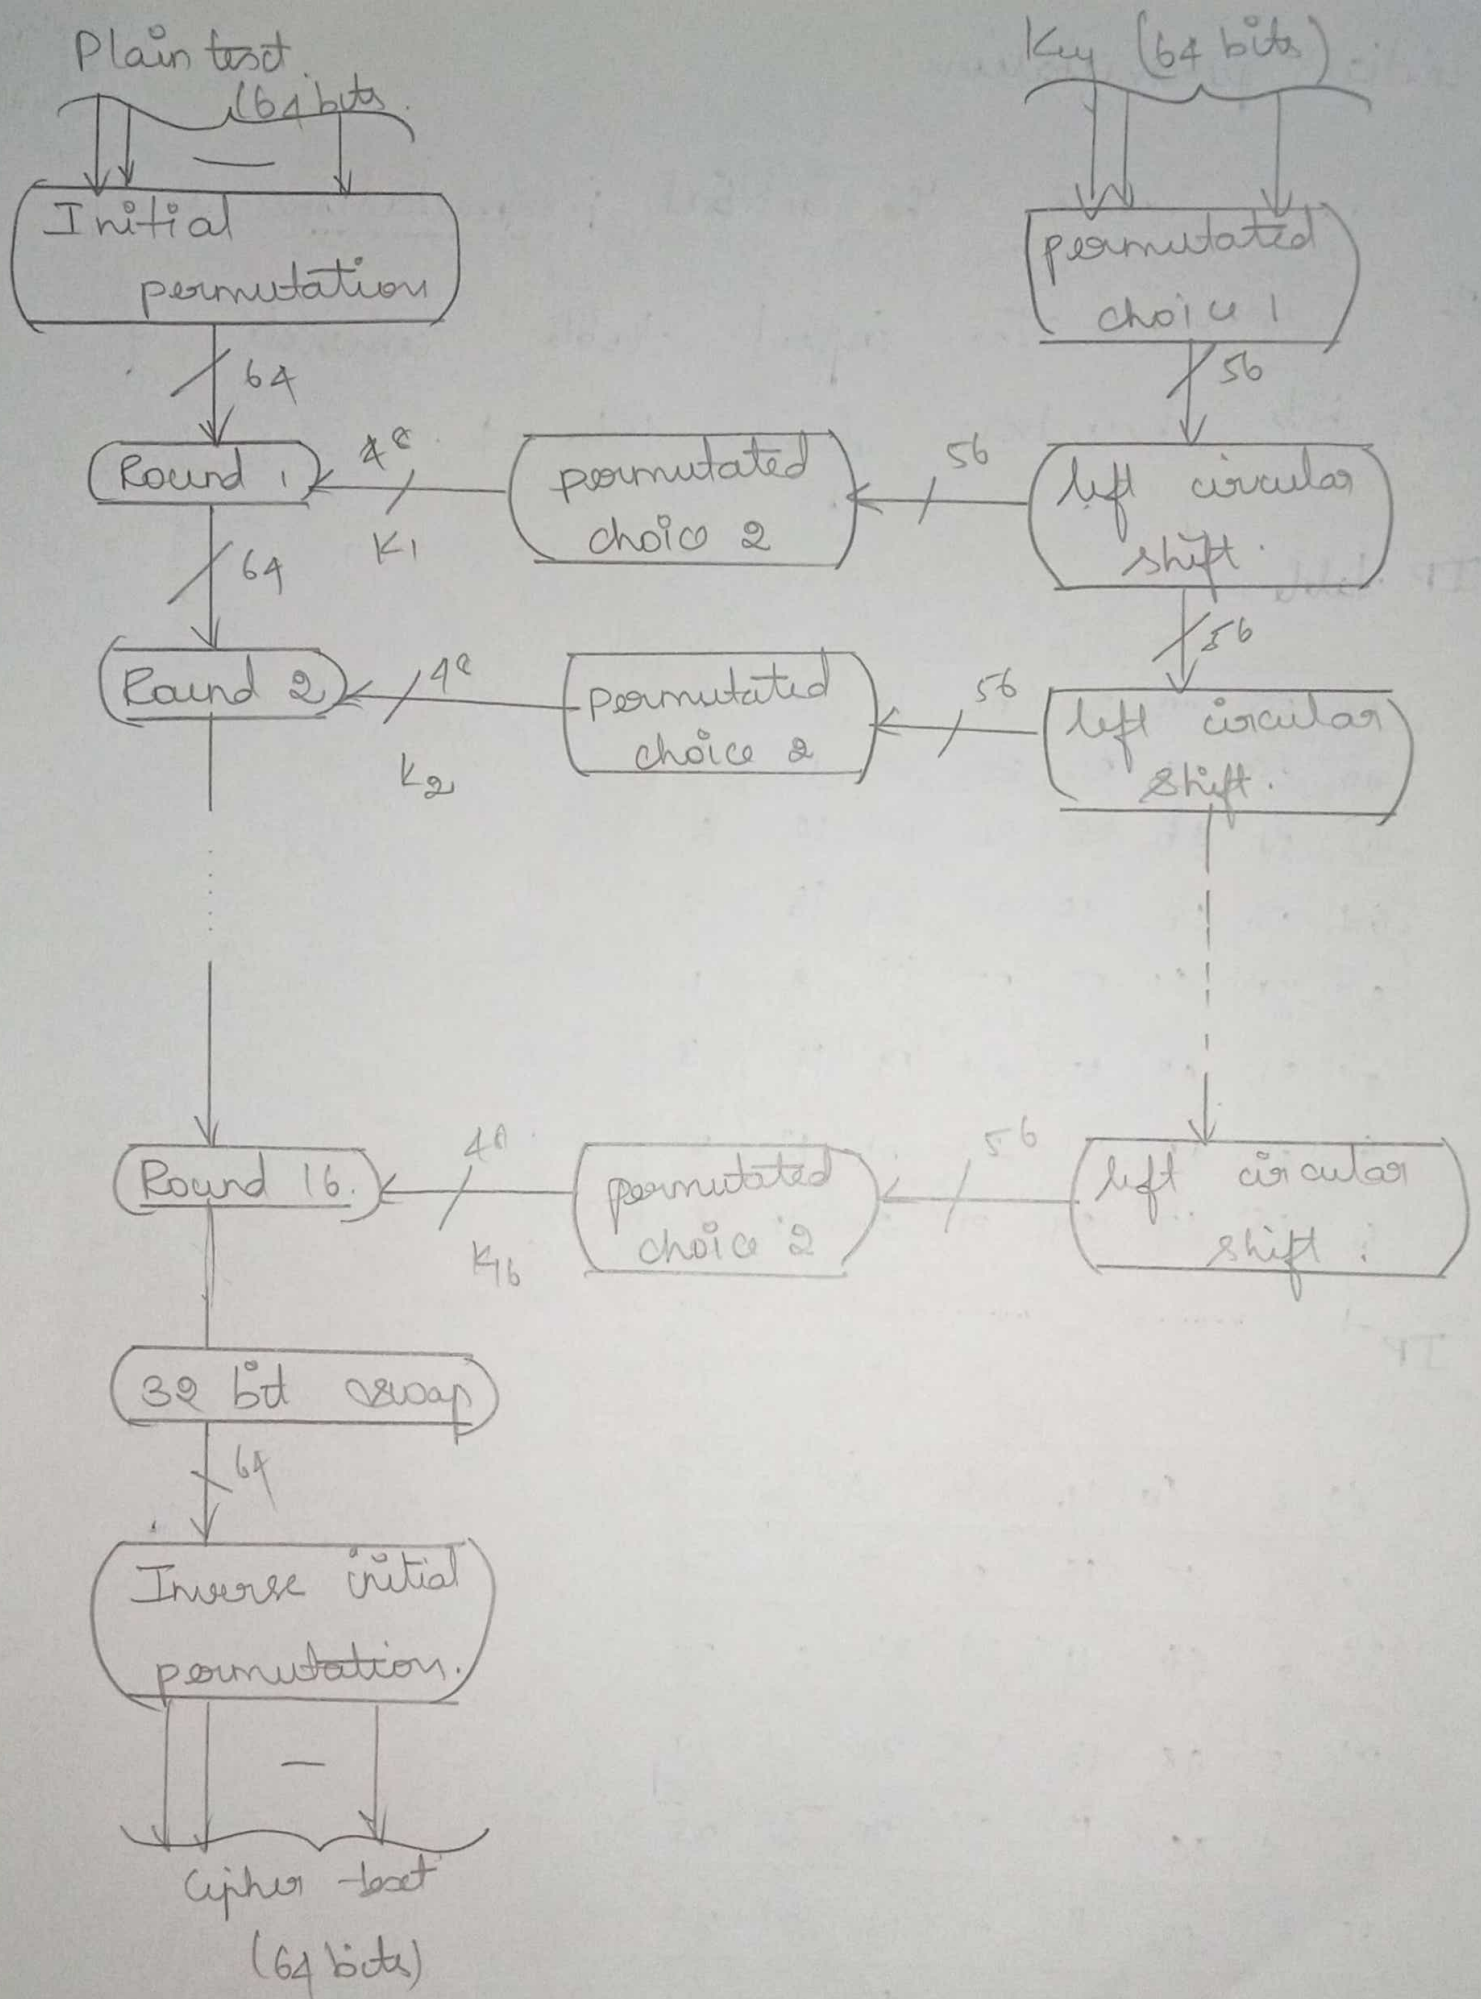 Plain text
(64 bits.
Key (64 bits)
Initial
permutation
permutated
choice 1
64
56
Round 1
48
K1
permutated
choice 2
56
left circular
shift.
64
56
Round 2
48
K2
permutated
choice 2
56
left circular
shift.
Round 16.
48
K16
permutated
choice 2
56
left circular
shift.
32 bit swap
64
Inverse initial
permutation.
Cipher text
(64 bits)